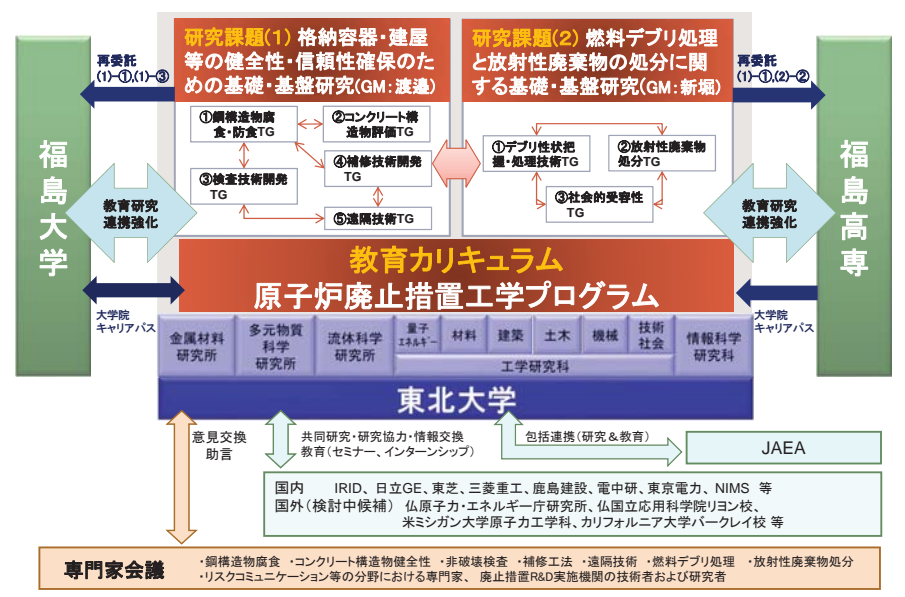 研究課題(1) 格納容器・建屋
等の健全性・信頼性確保のた
めの基礎・基盤研究(GM:渡邉)
研究課題(2) 燃料デブリ処理
と放射性廃棄物の処分に関
する基礎・基盤研究(GM:新堀)
再委託
(1)-①,(1)-③
再委託
(1)-①,(2)-②
福島大学
福島高専
①鋼構造物腐
食・防食TG
②コンクリート構
造物評価TG
③検査技術開発
TG
④補修技術開発
TG
⑤遠隔技術TG
①デブリ性状把
握・処理技術TG
②放射性廃棄物
処分TG
③社会的受容性
TG
教育研究
連携強化
教育研究
連携強化
教育カリキュラム
原子炉廃止措置工学プログラム
大学院
キャリアパス
大学院
キャリアパス
金属材料
研究所
多元物質
科学
研究所
流体科学
研究所
量子
エネルギー
材料
建築
土木
機械
技術
社会
工学研究科
情報科学
研究科
東北大学
意見交換
助言
共同研究・研究協力・情報交換
教育(セミナー、インターンシップ)
包括連携(研究&教育)
JAEA
国内 IRID、日立GE、東芝、三菱重工、鹿島建設、電中研、東京電力、NIMS 等
国外(検討中候補) 仏原子力・エネルギー庁研究所、仏国立応用科学院リヨン校、
米ミシガン大学原子力工学科、カリフォルニア大学バークレイ校 等
専門家会議
・鋼構造物腐食 ・コンクリート構造物健全性 ・非破壊検査 ・補修工法 ・遠隔技術 ・燃料デブリ処理 ・放射性廃棄物処分
・リスクコミュニケーション等の分野における専門家、 廃止措置R&D実施機関の技術者および研究者